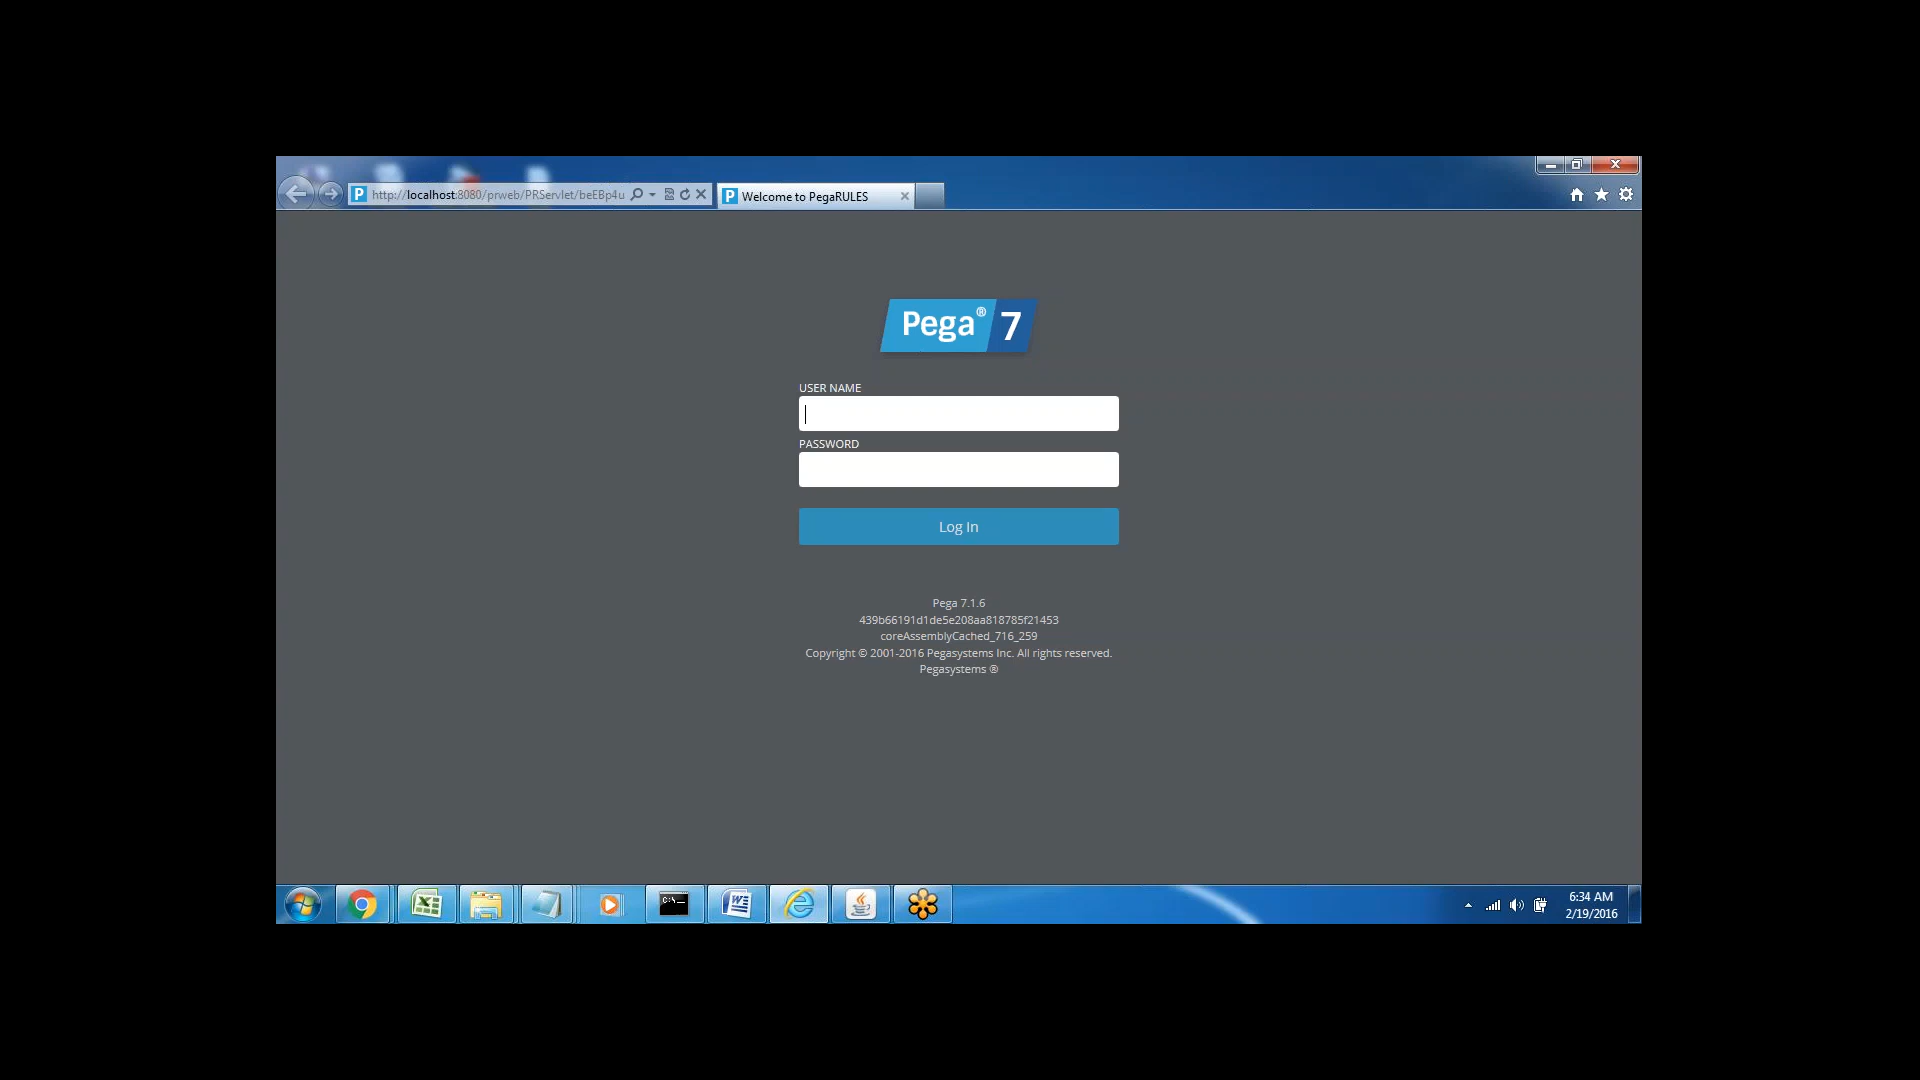 http://localhost:8080/prweb/PRServlet/beEBp4u
Welcome to PegaRULES
Pega® 7
USER NAME
PASSWORD
Log In
Pega 7.1.6
439b66191d1de5e208aa818785f21453
coreAssemblyCached_716_259
Copyright © 2001-2016 Pegasystems Inc. All rights reserved.
Pegasystems ®
6:34 AM
2/19/2016